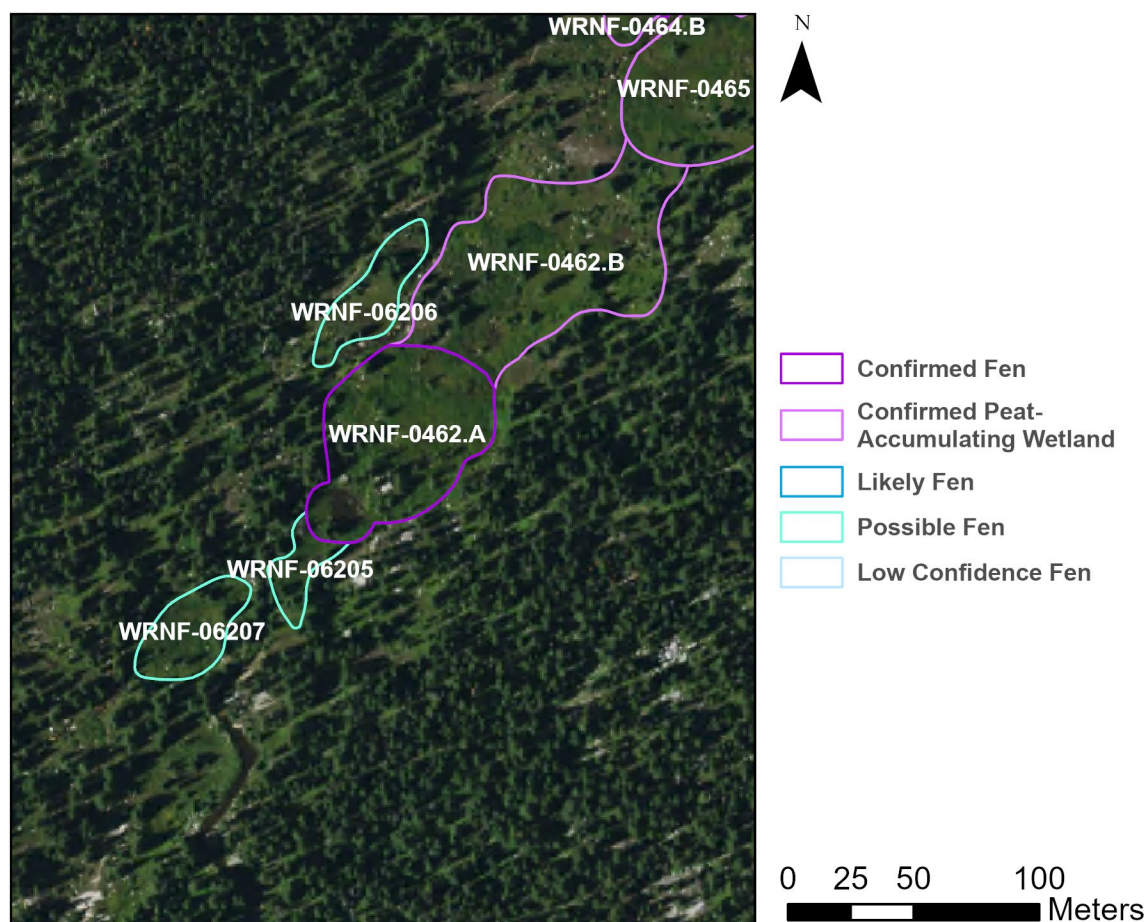 WRNF-0464.B
N
WRNF-0465
WRNF-0462.B
WRNF-06206
WRNF-0462.A
WRNF-06205
WRNF-06207
Confirmed Fen
Confirmed Peat-
Accumulating Wetland
Likely Fen
Possible Fen
Low Confidence Fen
0 25 50 100
Meters